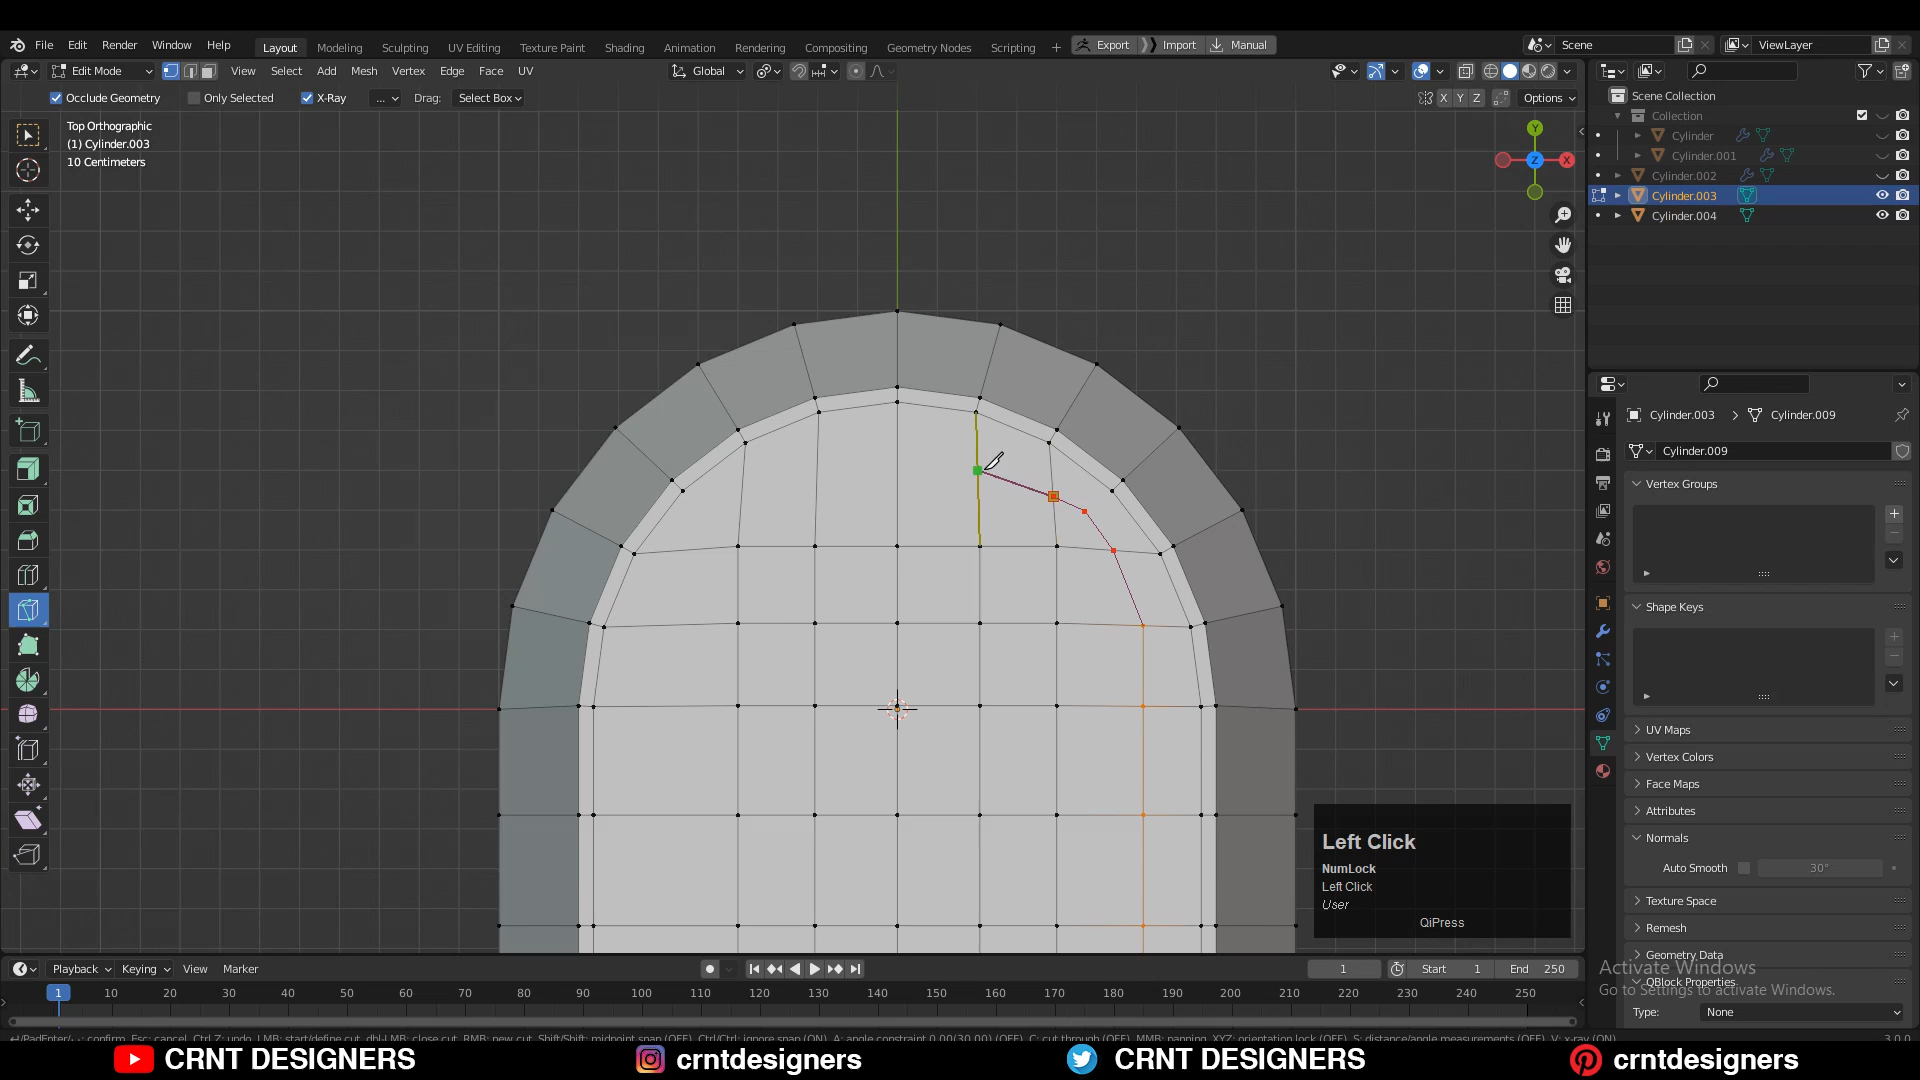 File Edit Render Window Help Layout Modeling Sculpting UV Editing Texture Paint Shading Animation Rendering Compositing Geometry Nodes Scripting + Export Import Manual Scene ViewLayer
Edit Mode View Select Add Mesh Vertex Edge Face UV Global
Occlude Geometry Only Selected X-Ray ... Drag: Select Box X Y Z Options
Top Orthographic
(1) Cylinder.003
10 Centimeters
Y
Z X
Scene Collection
Collection
Cylinder
Cylinder.001
Cylinder.002
Cylinder.003
Cylinder.004
Cylinder.003 > Cylinder.009
Cylinder.009
Vertex Groups
Shape Keys
UV Maps
Vertex Colors
Face Maps
Attributes
Normals
Auto Smooth 30°
Texture Space
Remesh
Geometry Data
QBlock Properties
Type: None
Activate Windows
Go to Settings to activate Windows.
Left Click
NumLock
Left Click
User
QiPress
Playback Keying View Marker 1 Start 1 End 250
1 10 20 30 40 50 60 70 80 90 100 110 120 130 140 150 160 170 180 190 200 210 220 230 240 250
CRNT DESIGNERS crntdesigners CRNT DESIGNERS crntdesigners